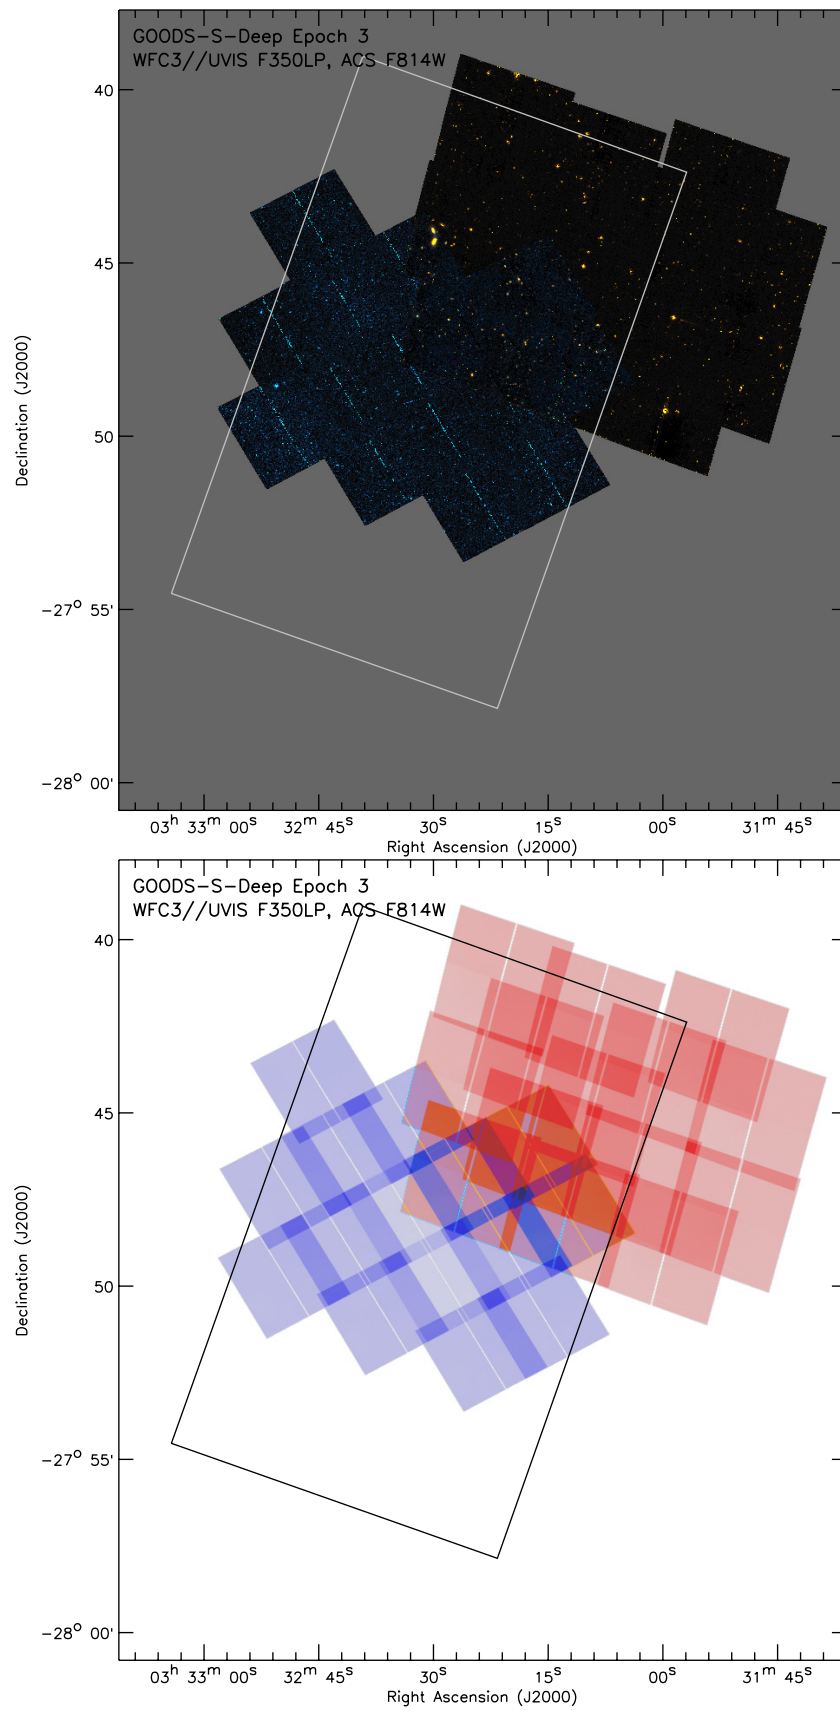 GOODS-S-Deep Epoch 3
WFC3//UVIS F350LP, ACS F814W
40
45
50
-27° 55'
-28° 00'
Declination (J2000)
03h 33m 00s 32m 45s 30s 15s 00s 31m 45s
Right Ascension (J2000)
GOODS-S-Deep Epoch 3
WFC3//UVIS F350LP, ACS F814W
40
45
50
-27° 55'
-28° 00'
Declination (J2000)
03h 33m 00s 32m 45s 30s 15s 00s 31m 45s
Right Ascension (J2000)